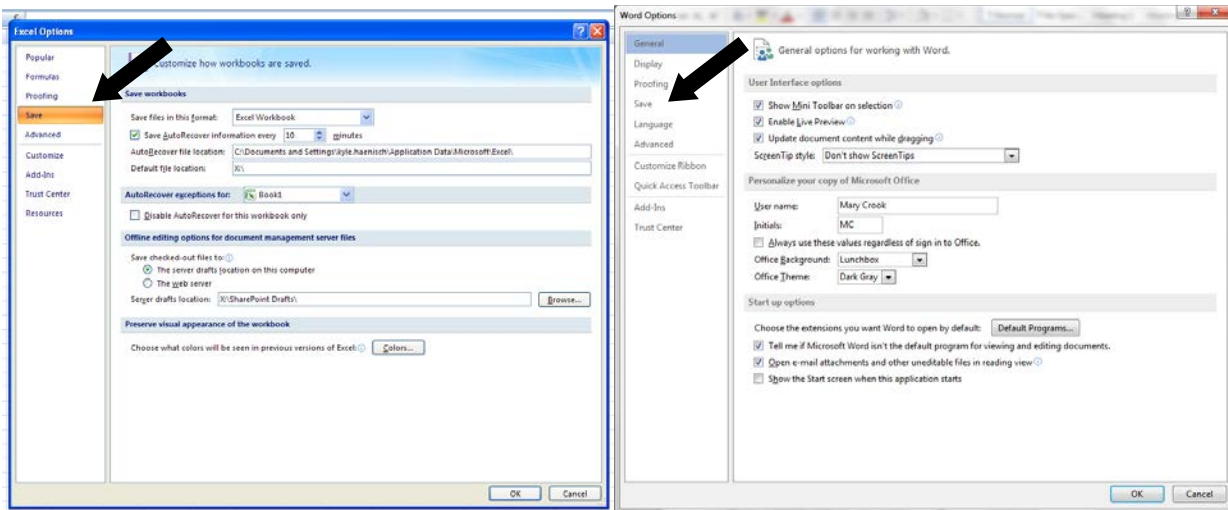 Excel Options
Popular
Formulas
Proofing
Save
Advanced
Customize
Add-Ins
Trust Center
Resources
customize how workbooks are saved.
Save workbooks
Save files in this format: Excel Workbook
Save AutoRecover information every 10 minutes
AutoRecover file location: C:\Documents and Settings\kyle.haenisch\Application Data\Microsoft\Excel\
Default file location: X:\
AutoRecover exceptions for: Book1
Disable AutoRecover for this workbook only
Offline editing options for document management server files
Save checked-out files to:
The server drafts location on this computer
The web server
Server drafts location: X:\SharePoint Drafts\ Browse...
Preserve visual appearance of the workbook
Choose what colors will be seen in previous versions of Excel: Colors...
OK Cancel
Word Options
General
Display
Proofing
Save
Language
Advanced
Customize Ribbon
Quick Access Toolbar
Add-Ins
Trust Center
General options for working with Word.
User Interface options
Show Mini Toolbar on selection
Enable Live Preview
Update document content while dragging
ScreenTip style: Don't show ScreenTips
Personalize your copy of Microsoft Office
User name: Mary Crook
Initials: MC
Always use these values regardless of sign in to Office.
Office Background: Lunchbox
Office Theme: Dark Gray
Start up options
Choose the extensions you want Word to open by default: Default Programs...
Tell me if Microsoft Word isn't the default program for viewing and editing documents.
Open e-mail attachments and other uneditable files in reading view
Show the Start screen when this application starts
OK Cancel